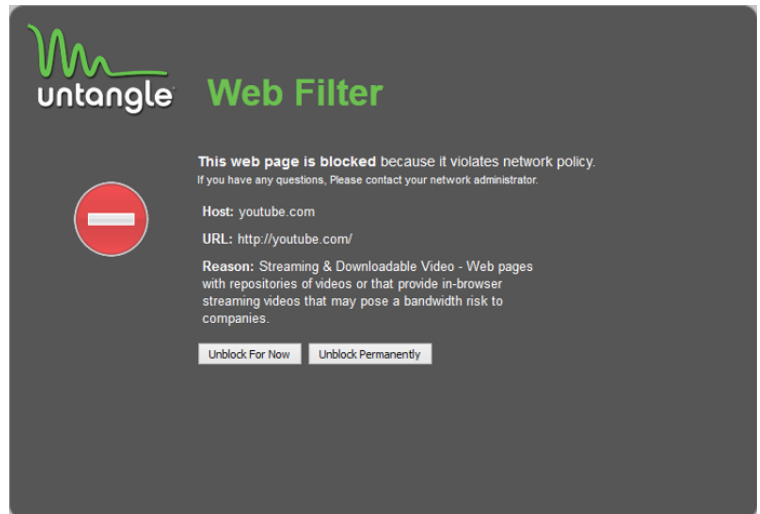 untangle
Web Filter
This web page is blocked because it violates network policy.
If you have any questions, Please contact your network administrator.
Host: youtube.com
URL: http://youtube.com/
Reason: Streaming & Downloadable Video - Web pages
with repositories of videos or that provide in-browser
streaming videos that may pose a bandwidth risk to
companies.
Unblock For Now
Unblock Permanently